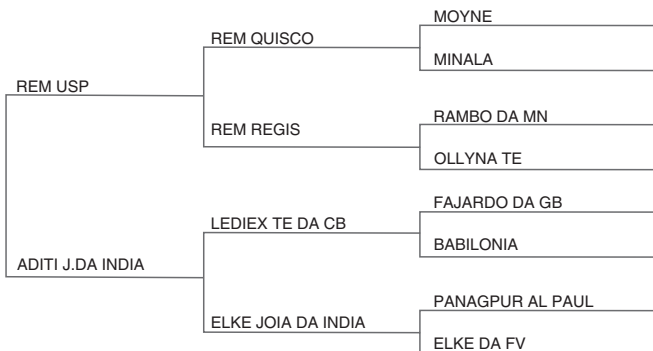 MOYNE
REM QUISCO
MINALA
REM USP
RAMBO DA MN
REM REGIS
OLLYNA TE
FAJARDO DA GB
LEDIEX TE DA CB
BABILONIA
ADITI J.DA INDIA
PANAGPUR AL PAUL
ELKE JOIA DA INDIA
ELKE DA FV